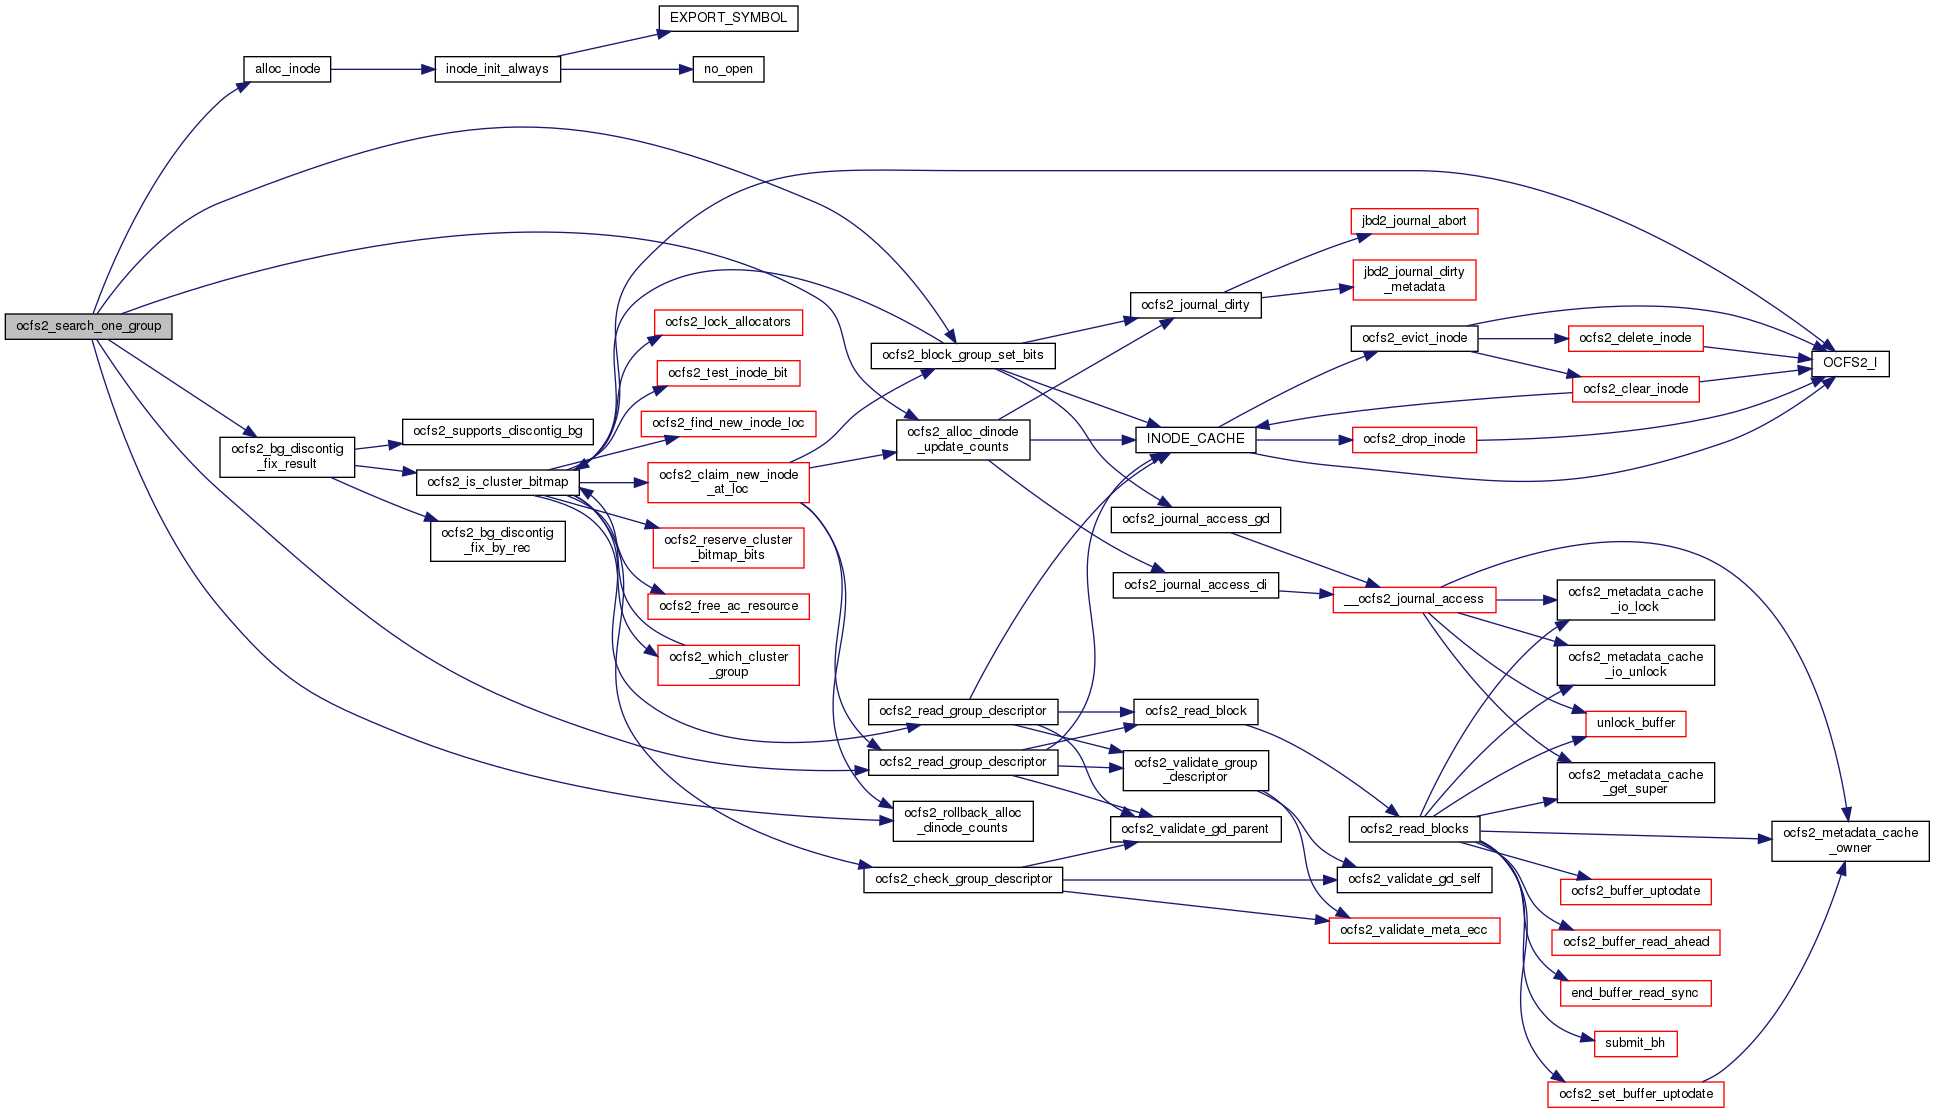 EXPORT_SYMBOL
alloc_inode
inode_init_always
no_open
ocfs2_search_one_group
ocfs2_bg_discontig
_fix_result
ocfs2_supports_discontig_bg
ocfs2_is_cluster_bitmap
ocfs2_bg_discontig
_fix_by_rec
ocfs2_lock_allocators
ocfs2_test_inode_bit
ocfs2_find_new_inode_loc
ocfs2_claim_new_inode
_at_loc
ocfs2_reserve_cluster
_bitmap_bits
ocfs2_free_ac_resource
ocfs2_which_cluster
_group
ocfs2_block_group_set_bits
ocfs2_alloc_dinode
_update_counts
ocfs2_read_group_descriptor
ocfs2_read_group_descriptor
ocfs2_rollback_alloc
_dinode_counts
ocfs2_check_group_descriptor
ocfs2_journal_dirty
INODE_CACHE
ocfs2_journal_access_gd
ocfs2_journal_access_di
ocfs2_read_block
ocfs2_validate_group
_descriptor
ocfs2_validate_gd_parent
jbd2_journal_abort
jbd2_journal_dirty
_metadata
ocfs2_evict_inode
ocfs2_drop_inode
__ocfs2_journal_access
ocfs2_read_blocks
ocfs2_validate_gd_self
ocfs2_validate_meta_ecc
ocfs2_delete_inode
ocfs2_clear_inode
ocfs2_metadata_cache
_io_lock
ocfs2_metadata_cache
_io_unlock
unlock_buffer
ocfs2_metadata_cache
_get_super
ocfs2_buffer_uptodate
ocfs2_buffer_read_ahead
end_buffer_read_sync
submit_bh
ocfs2_set_buffer_uptodate
OCFS2_I
ocfs2_metadata_cache
_owner